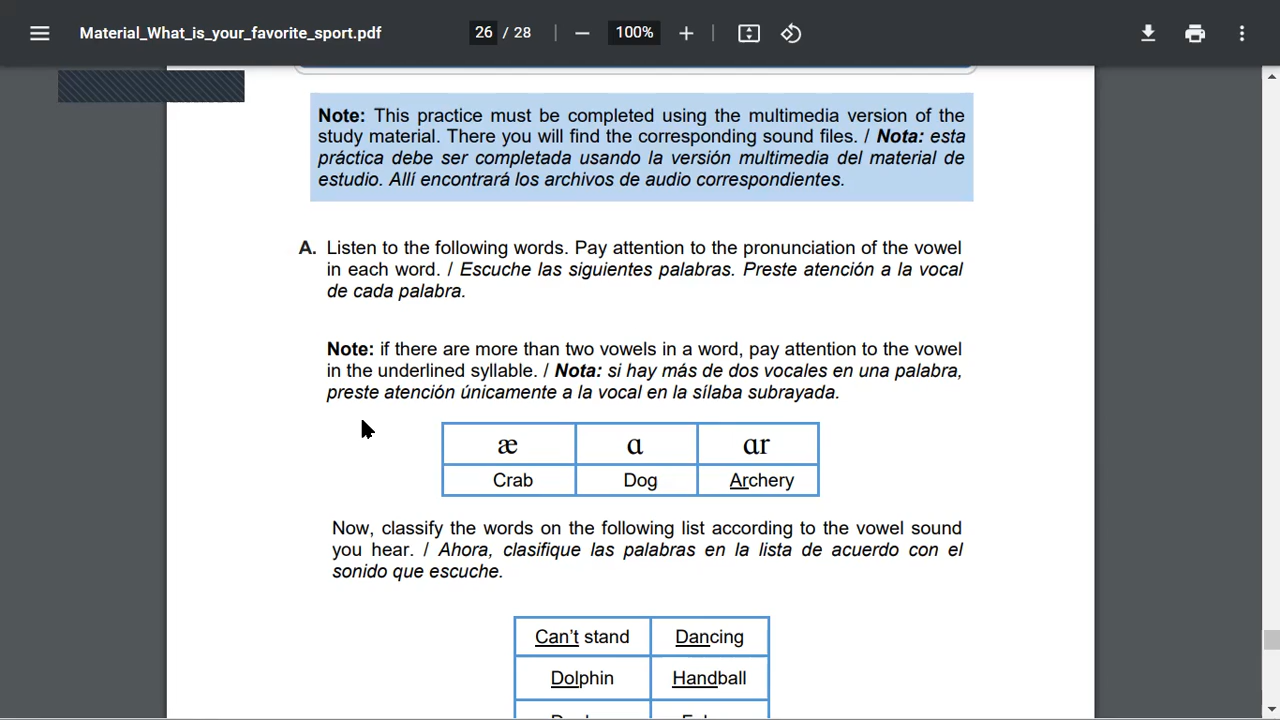 Material_What_is_your_favorite_sport.pdf
26 / 28
100%
Note: This practice must be completed using the multimedia version of the
study material. There you will find the corresponding sound files. / Nota: esta
práctica debe ser completada usando la versión multimedia del material de
estudio. Allí encontrará los archivos de audio correspondientes.
A. Listen to the following words. Pay attention to the pronunciation of the vowel
in each word. / Escuche las siguientes palabras. Preste atención a la vocal
de cada palabra.
Note: if there are more than two vowels in a word, pay attention to the vowel
in the underlined syllable. / Nota: si hay más de dos vocales en una palabra,
preste atención únicamente a la vocal en la sílaba subrayada.
æ ɑ ɑr
Crab Dog Archery
Now, classify the words on the following list according to the vowel sound
you hear. / Ahora, clasifique las palabras en la lista de acuerdo con el
sonido que escuche.
Can't stand Dancing
Dolphin Handball